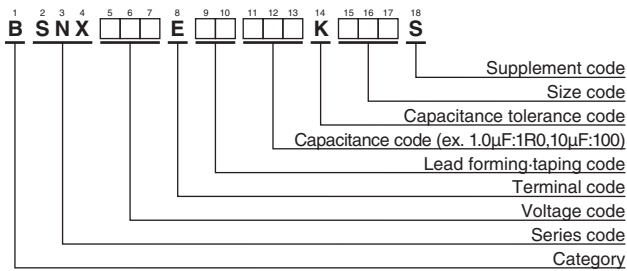 1 2 3 4 5 6 7 8 9 10 11 12 13 14 15 16 17 18
B SNX E K S
Supplement code
Size code
Capacitance tolerance code
Capacitance code (ex. 1.0μF:1R0,10μF:100)
Lead forming·taping code
Terminal code
Voltage code
Series code
Category